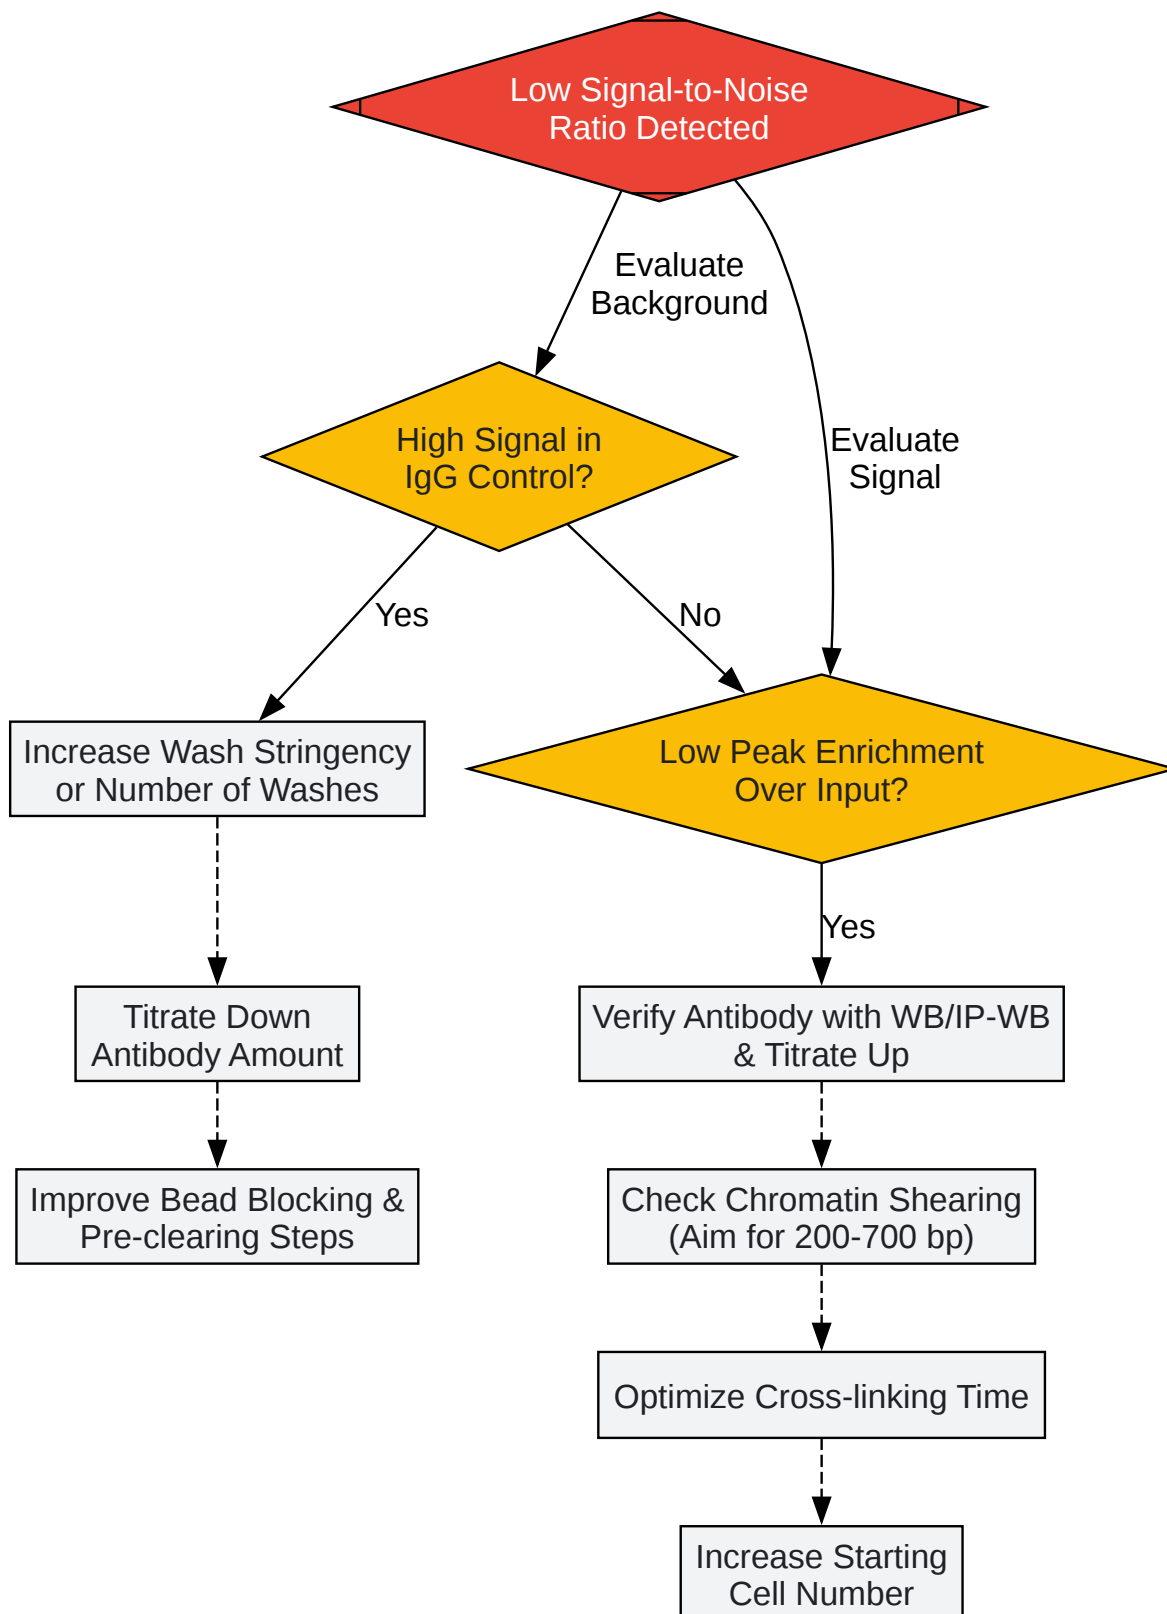 Low Signal-to-Noise
Ratio Detected
Evaluate
Background
Evaluate
Signal
High Signal in
IgG Control?
Yes
No
Increase Wash Stringency
or Number of Washes
Low Peak Enrichment
Over Input?
Yes
Titrate Down
Antibody Amount
Verify Antibody with WB/IP-WB
& Titrate Up
Improve Bead Blocking &
Pre-clearing Steps
Check Chromatin Shearing
(Aim for 200-700 bp)
Optimize Cross-linking Time
Increase Starting
Cell Number